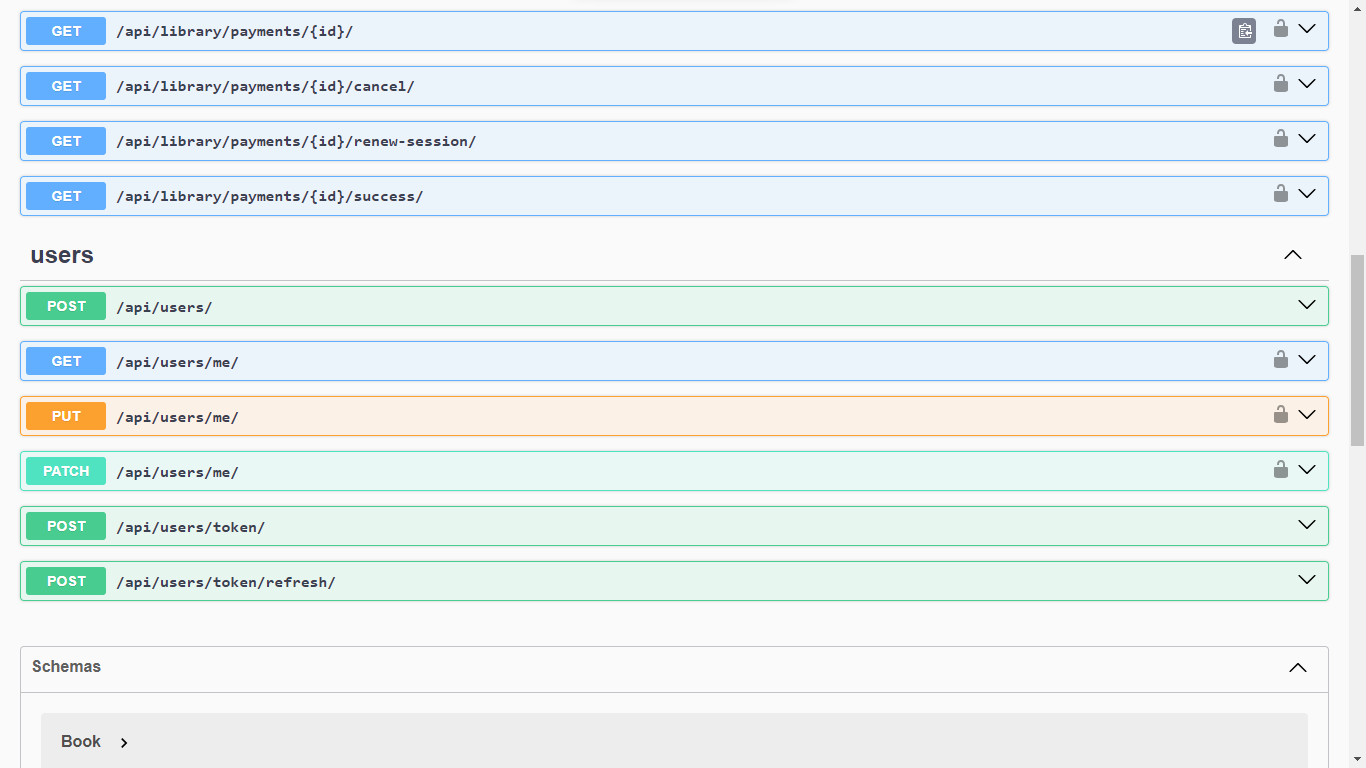 GET /api/library/payments/{id}/
GET /api/library/payments/{id}/cancel/
GET /api/library/payments/{id}/renew-session/
GET /api/library/payments/{id}/success/
users
POST /api/users/
GET /api/users/me/
PUT /api/users/me/
PATCH /api/users/me/
POST /api/users/token/
POST /api/users/token/refresh/
Schemas
Book